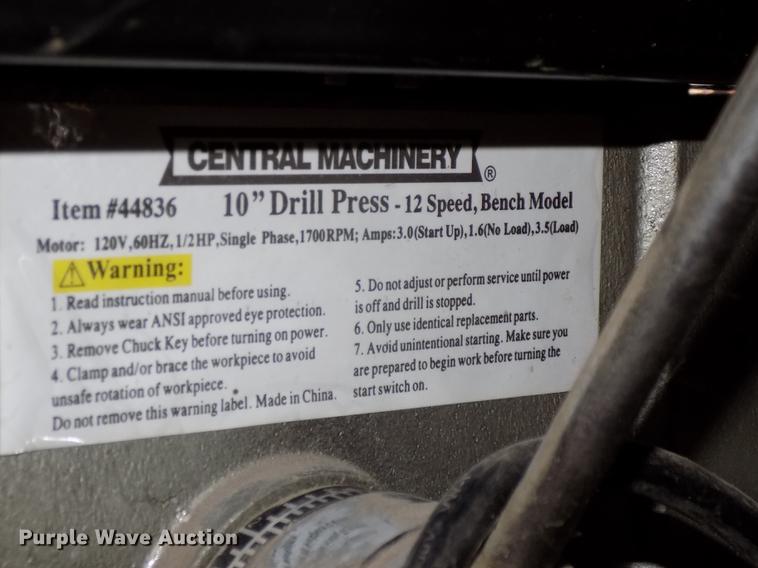 CENTRAL MACHINERY®
Item #44836 10" Drill Press - 12 Speed, Bench Model
Motor: 120V,60HZ,1/2HP,Single Phase,1700RPM; Amps:3.0(Start Up),1.6(No Load),3.5(Load)
Warning:
1. Read instruction manual before using.
2. Always wear ANSI approved eye protection.
3. Remove Chuck Key before turning on power.
4. Clamp and/or brace the workpiece to avoid
unsafe rotation of workpiece.
Do not remove this warning label. Made in China.
5. Do not adjust or perform service until power
is off and drill is stopped.
6. Only use identical replacement parts.
7. Avoid unintentional starting. Make sure you
are prepared to begin work before turning the
start switch on.
Purple Wave Auction